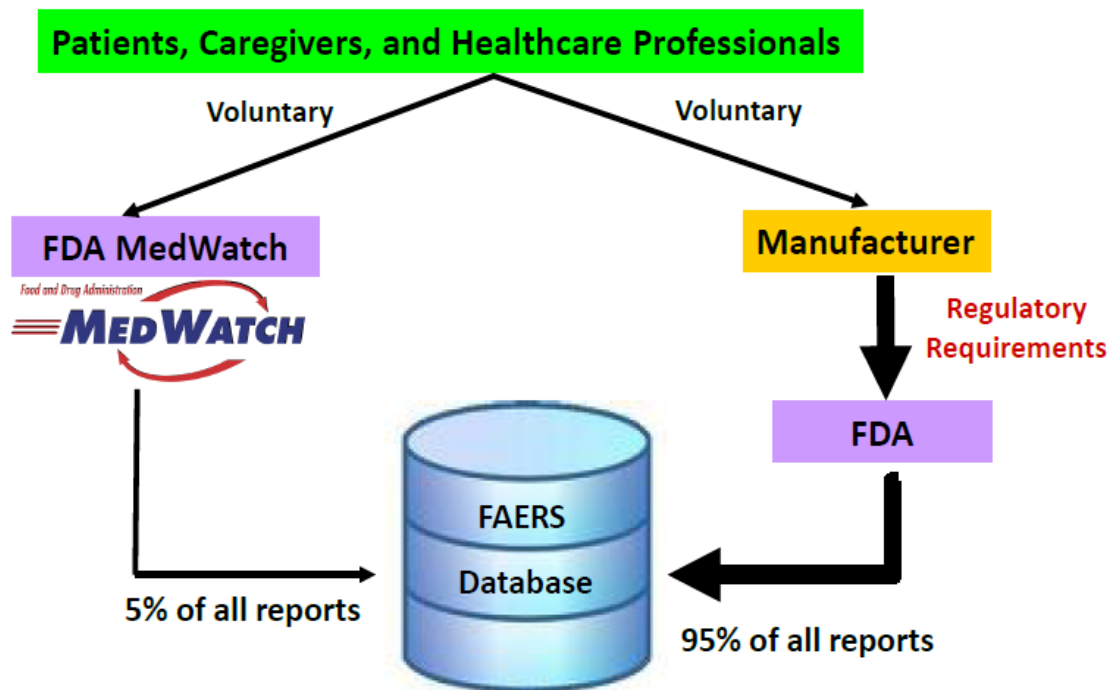 Patients, Caregivers, and Healthcare Professionals
Voluntary
Voluntary
FDA MedWatch
Food and Drug Administration
MEDWATCH
Manufacturer
Regulatory
Requirements
FDA
FAERS
Database
5% of all reports
95% of all reports